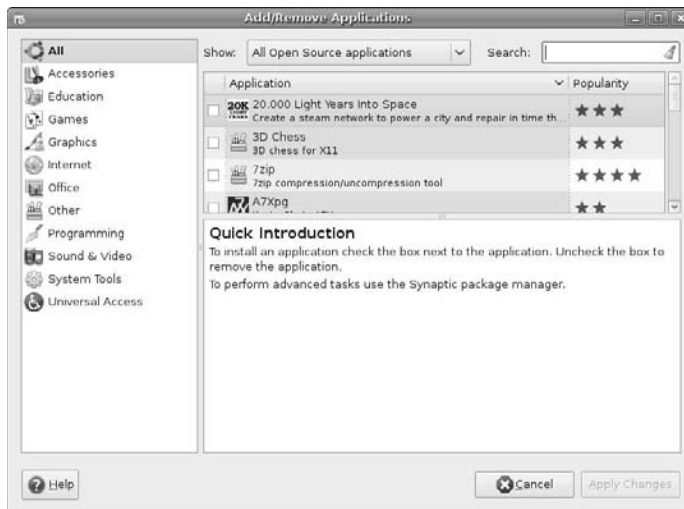 Add/Remove Applications
All
Accessories
Education
Games
Graphics
Internet
Office
Other
Programming
Sound & Video
System Tools
Universal Access
Show: All Open Source applications Search:
Application Popularity
20K
LIGHT
YEARS
20.000 Light Years Into Space
Create a steam network to power a city and repair in time th...
3D Chess
3D chess for X11
7zip
7zip compression/uncompression tool
A7
A7Xpg
Quick Introduction
To install an application check the box next to the application. Uncheck the box to
remove the application.
To perform advanced tasks use the Synaptic package manager.
Help
Cancel
Apply Changes